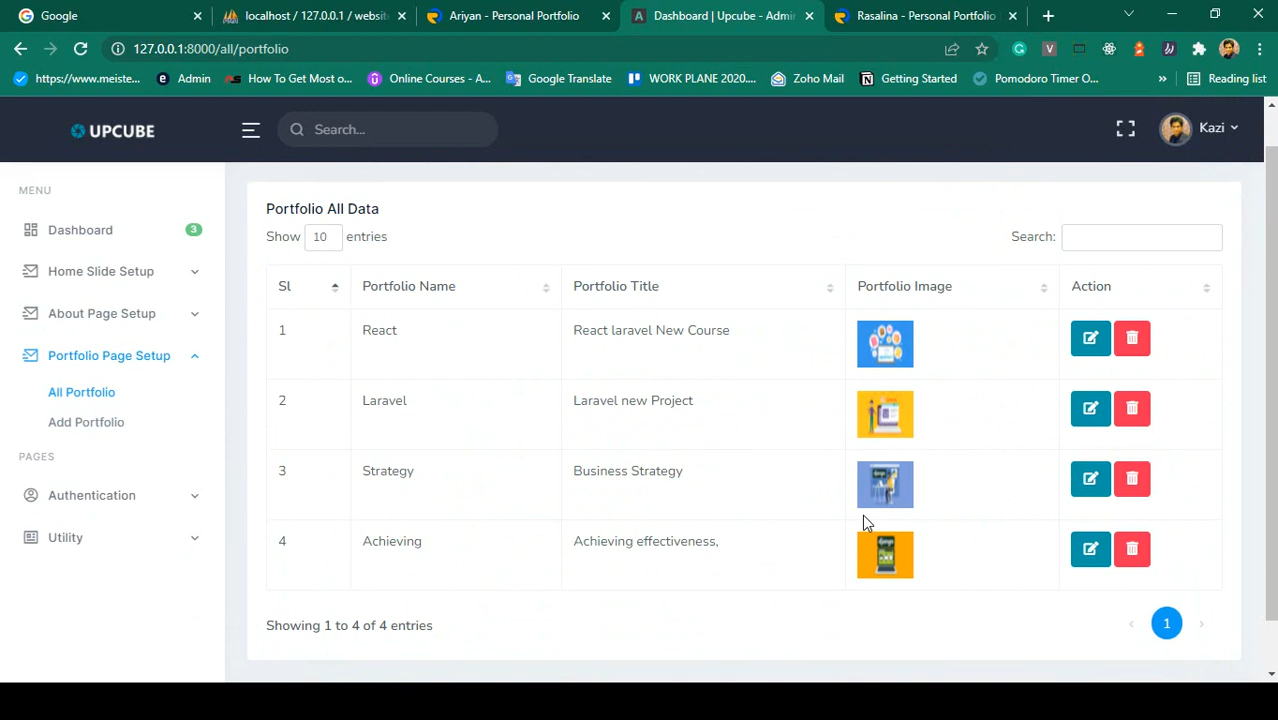 Google
localhost / 127.0.0.1 / website
Ariyan - Personal Portfolio
Dashboard | Upcube - Admin
Rasalina - Personal Portfolio
127.0.0.1:8000/all/portfolio
https://www.meiste...
Admin
How To Get Most o...
Online Courses - A...
Google Translate
WORK PLANE 2020....
Zoho Mail
Getting Started
Pomodoro Timer O...
Reading list
UPCUBE
Search...
Kazi
MENU
Dashboard 3
Home Slide Setup
About Page Setup
Portfolio Page Setup
All Portfolio
Add Portfolio
PAGES
Authentication
Utility
Portfolio All Data
Show 10 entries
Search:
Sl Portfolio Name Portfolio Title Portfolio Image Action
1 React React laravel New Course
2 Laravel Laravel new Project
3 Strategy Business Strategy
4 Achieving Achieving effectiveness,
Showing 1 to 4 of 4 entries
1